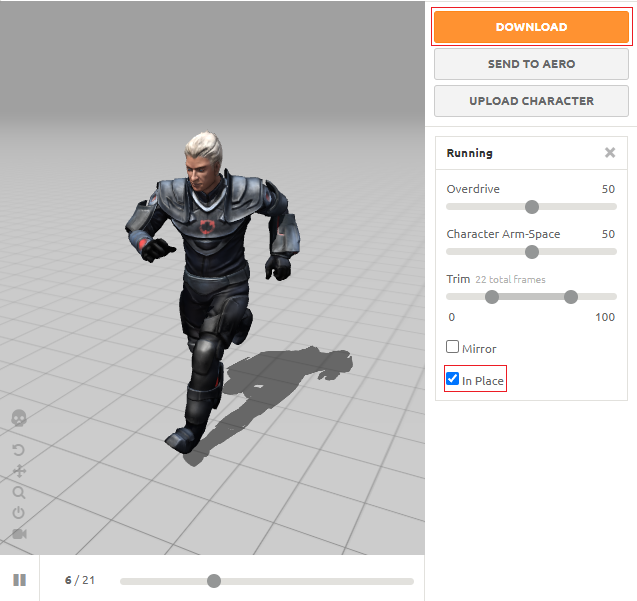 DOWNLOAD
SEND TO AERO
UPLOAD CHARACTER
Running
Overdrive 50
Character Arm-Space 50
Trim 22 total frames
0 100
Mirror
In Place
6 / 21